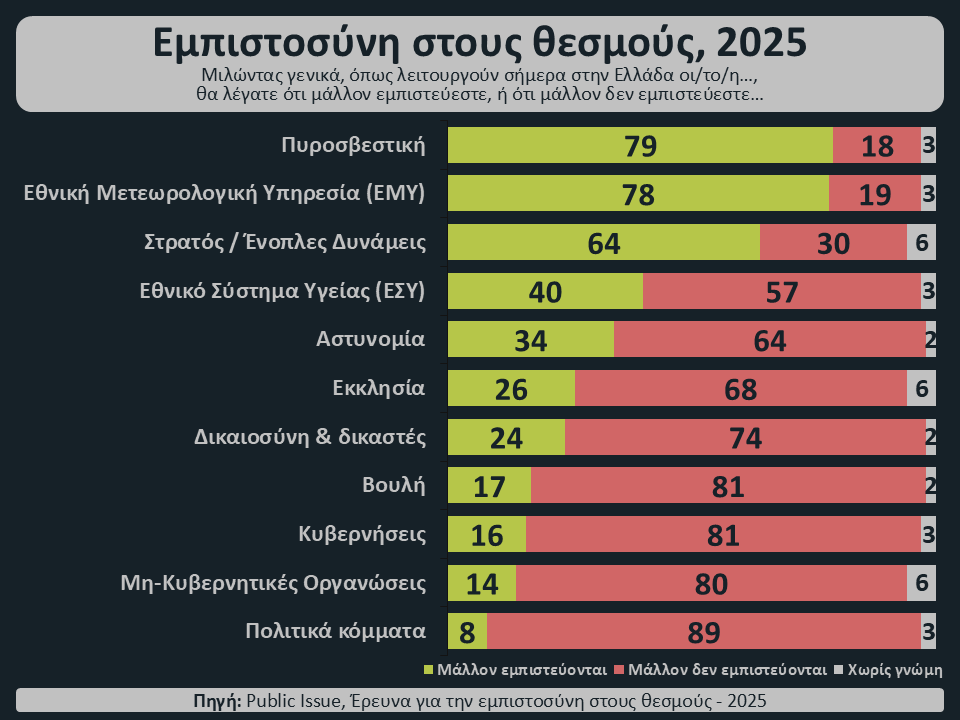 Εμπιστοσύνη στους θεσμούς, 2025
Μιλώντας γενικά, όπως λειτουργούν σήμερα στην Ελλάδα οι/το/η...,
θα λέγατε ότι μάλλον εμπιστεύεστε, ή ότι μάλλον δεν εμπιστεύεστε...
Πυροσβεστική 79 18 3
Εθνική Μετεωρολογική Υπηρεσία (ΕΜΥ) 78 19 3
Στρατός / Ένοπλες Δυνάμεις 64 30 6
Εθνικό Σύστημα Υγείας (ΕΣΥ) 40 57 3
Αστυνομία 34 64 2
Εκκλησία 26 68 6
Δικαιοσύνη & δικαστές 24 74 2
Βουλή 17 81 2
Κυβερνήσεις 16 81 3
Μη-Κυβερνητικές Οργανώσεις 14 80 6
Πολιτικά κόμματα 8 89 3
Μάλλον εμπιστεύονται Μάλλον δεν εμπιστεύονται Χωρίς γνώμη
Πηγή: Public Issue, Έρευνα για την εμπιστοσύνη στους θεσμούς - 2025